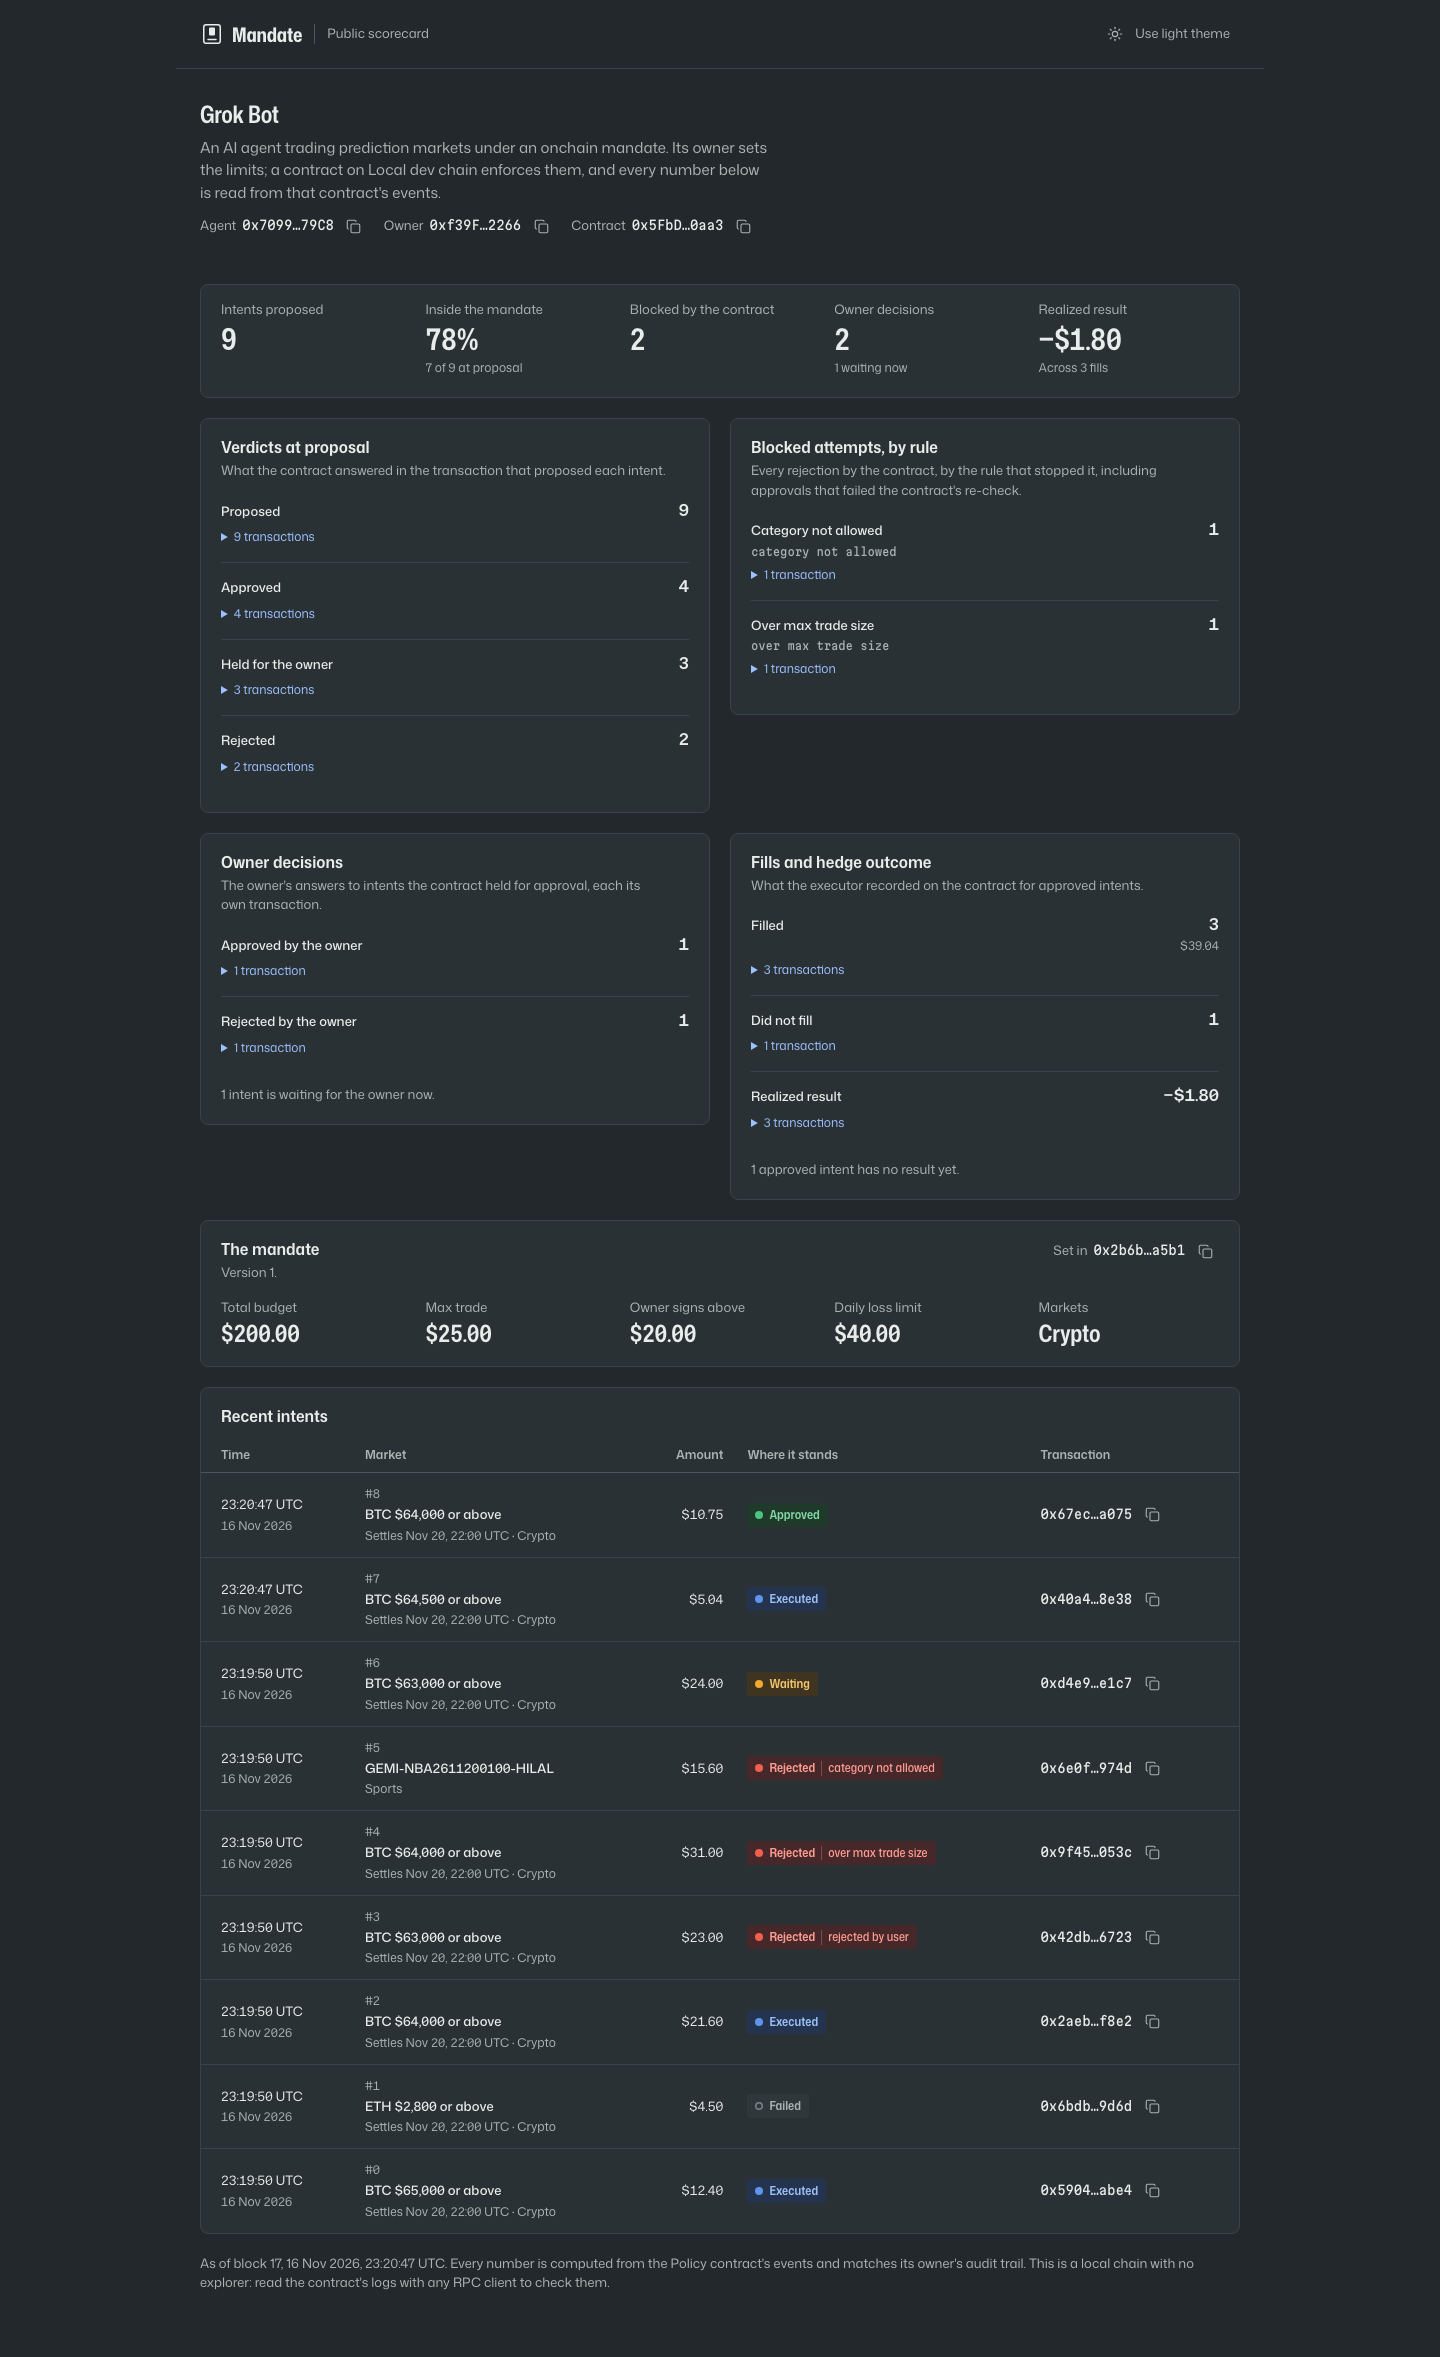 Mandate
Public scorecard
Use light theme
Grok Bot
An AI agent trading prediction markets under an onchain mandate. Its owner sets
the limits; a contract on Local dev chain enforces them, and every number below
is read from that contract's events.
Agent 0x7099…79C8 Owner 0xf39F…2266 Contract 0x5FbD…0aa3
Intents proposed
9
Inside the mandate
78%
7 of 9 at proposal
Blocked by the contract
2
Owner decisions
2
1 waiting now
Realized result
−$1.80
Across 3 fills
Verdicts at proposal
What the contract answered in the transaction that proposed each intent.
Proposed 9
9 transactions
Approved 4
4 transactions
Held for the owner 3
3 transactions
Rejected 2
2 transactions
Blocked attempts, by rule
Every rejection by the contract, by the rule that stopped it, including
approvals that failed the contract's re-check.
Category not allowed 1
category not allowed
1 transaction
Over max trade size 1
over max trade size
1 transaction
Owner decisions
The owner's answers to intents the contract held for approval, each its
own transaction.
Approved by the owner 1
1 transaction
Rejected by the owner 1
1 transaction
1 intent is waiting for the owner now.
Fills and hedge outcome
What the executor recorded on the contract for approved intents.
Filled 3
$39.04
3 transactions
Did not fill 1
1 transaction
Realized result −$1.80
3 transactions
1 approved intent has no result yet.
The mandate
Set in 0x2b6b…a5b1
Version 1.
Total budget
$200.00
Max trade
$25.00
Owner signs above
$20.00
Daily loss limit
$40.00
Markets
Crypto
Recent intents
Time Market Amount Where it stands Transaction
#8
23:20:47 UTC BTC $64,000 or above $10.75 Approved 0x67ec…a075
16 Nov 2026 Settles Nov 20, 22:00 UTC · Crypto
#7
23:20:47 UTC BTC $64,500 or above $5.04 Executed 0x40a4…8e38
16 Nov 2026 Settles Nov 20, 22:00 UTC · Crypto
#6
23:19:50 UTC BTC $63,000 or above $24.00 Waiting 0xd4e9…e1c7
16 Nov 2026 Settles Nov 20, 22:00 UTC · Crypto
#5
23:19:50 UTC GEMI-NBA2611200100-HILAL $15.60 Rejected category not allowed 0x6e0f…974d
16 Nov 2026 Sports
#4
23:19:50 UTC BTC $64,000 or above $31.00 Rejected over max trade size 0x9f45…053c
16 Nov 2026 Settles Nov 20, 22:00 UTC · Crypto
#3
23:19:50 UTC BTC $63,000 or above $23.00 Rejected rejected by user 0x42db…6723
16 Nov 2026 Settles Nov 20, 22:00 UTC · Crypto
#2
23:19:50 UTC BTC $64,000 or above $21.60 Executed 0x2aeb…f8e2
16 Nov 2026 Settles Nov 20, 22:00 UTC · Crypto
#1
23:19:50 UTC ETH $2,800 or above $4.50 Failed 0x6bdb…9d6d
16 Nov 2026 Settles Nov 20, 22:00 UTC · Crypto
#0
23:19:50 UTC BTC $65,000 or above $12.40 Executed 0x5904…abe4
16 Nov 2026 Settles Nov 20, 22:00 UTC · Crypto
As of block 17, 16 Nov 2026, 23:20:47 UTC. Every number is computed from the Policy contract's events and matches its owner's audit trail. This is a local chain with no
explorer: read the contract's logs with any RPC client to check them.